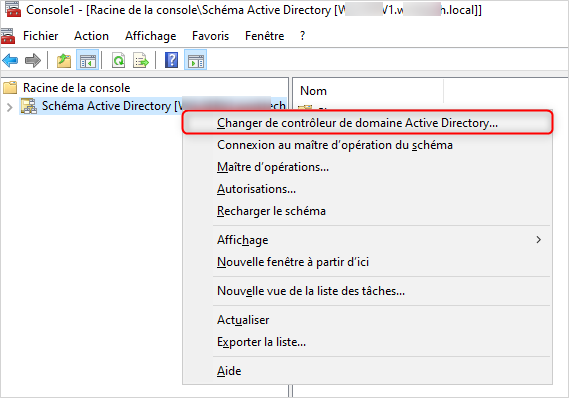 Console1 - [Racine de la console\Schéma Active Directory [W V1.w n.local]]
Fichier Action Affichage Favoris Fenêtre ?
Racine de la console
Schéma Active Directory [W ech
Nom
Changer de contrôleur de domaine Active Directory...
Connexion au maître d'opération du schéma
Maître d'opérations...
Autorisations...
Recharger le schéma
Affichage
Nouvelle fenêtre à partir d'ici
Nouvelle vue de la liste des tâches...
Actualiser
Exporter la liste...
Aide